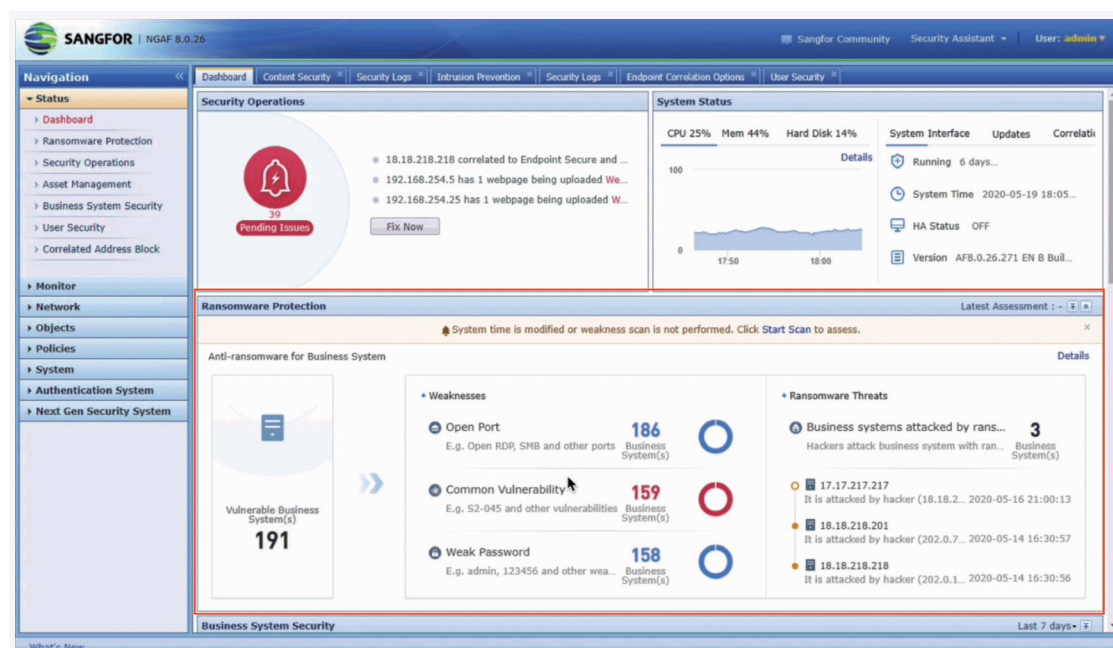 SANGFOR | NGAF 8.0.26
Sangfor Community Security Assistant User: admin
Navigation
Dashboard Content Security Security Logs Intrusion Prevention Security Logs Endpoint Correlation Options User Security
Status
Dashboard
Ransomware Protection
Security Operations
Asset Management
Business System Security
User Security
Correlated Address Block
Monitor
Network
Objects
Policies
System
Authentication System
Next Gen Security System
Security Operations
39
Pending Issues
18.18.218.218 correlated to Endpoint Secure and ...
192.168.254.5 has 1 webpage being uploaded We...
192.168.254.25 has 1 webpage being uploaded W...
Fix Now
System Status
CPU 25% Mem 44% Hard Disk 14%
Details
100
0
17:50 18:00
System Interface Updates Correlati
Running 6 days...
System Time 2020-05-19 18:05...
HA Status OFF
Version AF8.0.26.271 EN B Buil...
Ransomware Protection
Latest Assessment : -
System time is modified or weakness scan is not performed. Click Start Scan to assess.
Anti-ransomware for Business System
Details
Vulnerable Business
System(s)
191
Weaknesses
Open Port
E.g. Open RDP, SMB and other ports
186
Business
System(s)
Common Vulnerability
E.g. S2-045 and other vulnerabilities
159
Business
System(s)
Weak Password
E.g. admin, 123456 and other wea...
158
Business
System(s)
Ransomware Threats
Business systems attacked by rans...
Hackers attack business system with ran...
3
Business
System(s)
17.17.217.217
It is attacked by hacker (18.18.2... 2020-05-16 21:00:13
18.18.218.201
It is attacked by hacker (202.0.7... 2020-05-14 16:30:57
18.18.218.218
It is attacked by hacker (202.0.1... 2020-05-14 16:30:56
Business System Security
Last 7 days
What's New